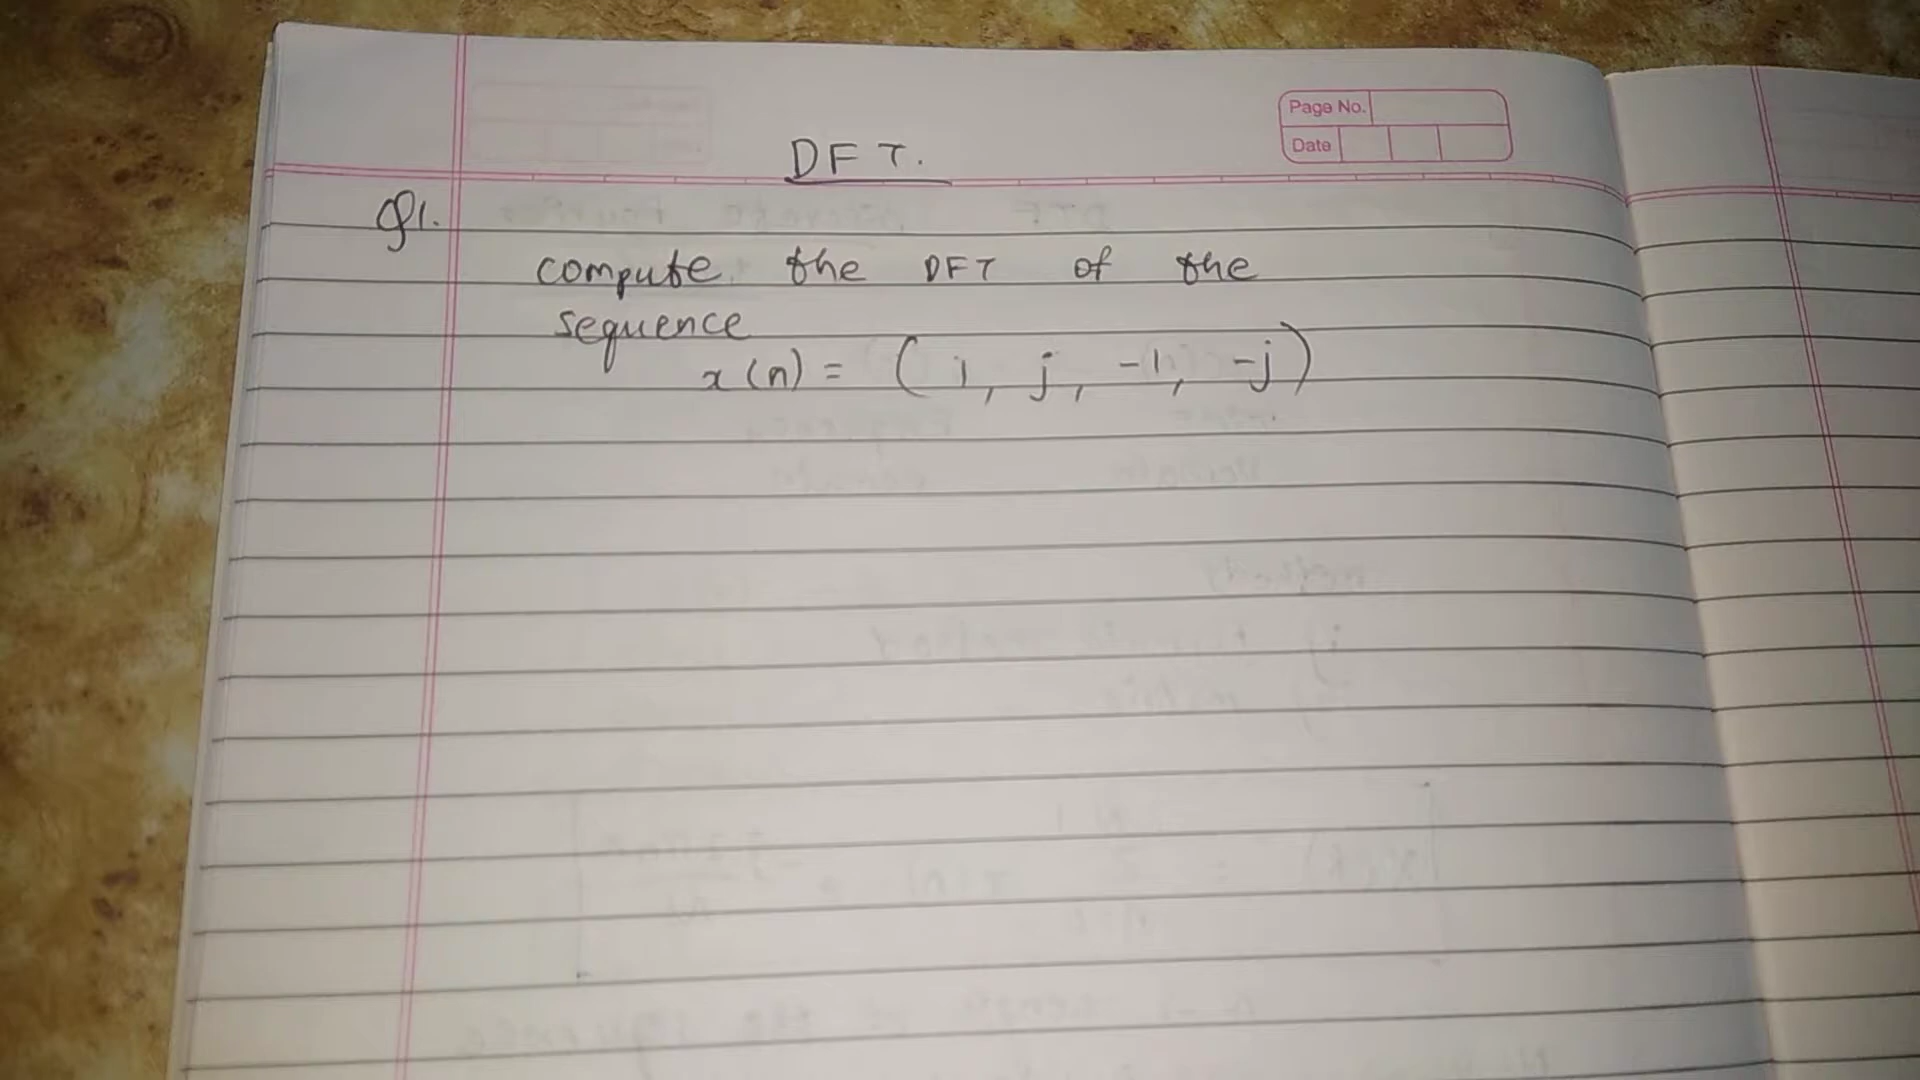 Page No.
Date
DFT.
Q1.
compute the DFT of the
sequence
x(n) = (1, j, -1, -j)